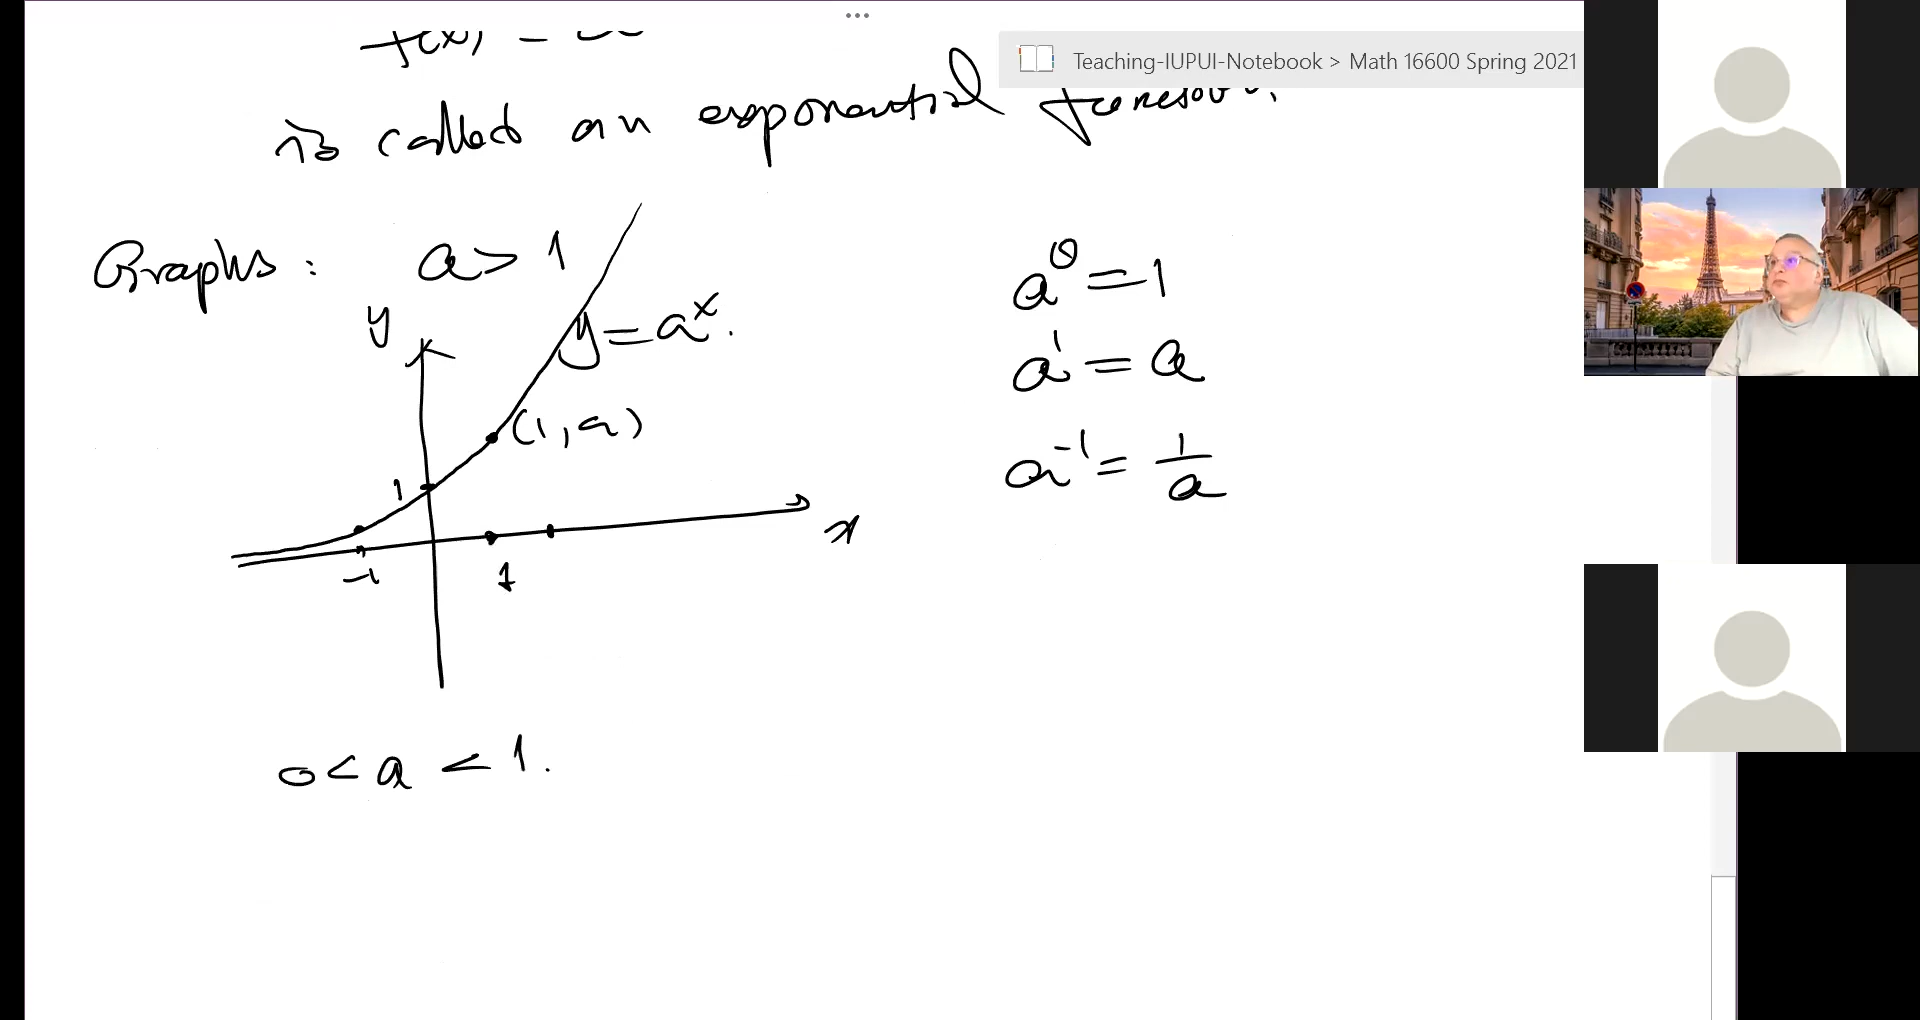 f(x) =
Teaching-IUPUI-Notebook > Math 16600 Spring 2021
is called an exponential
Graphs : a > 1
y
y = a^x.
(1, a)
1
x
-1
1
a^0 = 1
a^1 = a
a^-1 = 1/a
0 < a < 1.